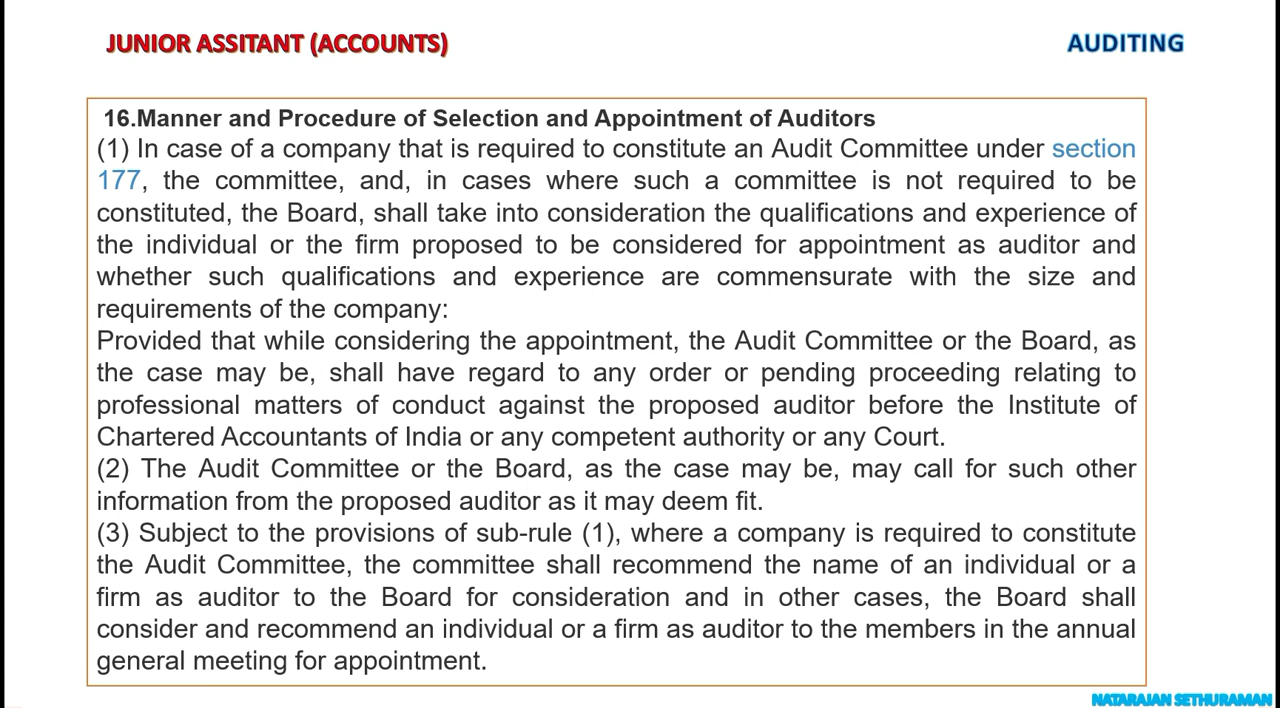 JUNIOR ASSITANT (ACCOUNTS)
AUDITING
16.Manner and Procedure of Selection and Appointment of Auditors
(1) In case of a company that is required to constitute an Audit Committee under section
177, the committee, and, in cases where such a committee is not required to be
constituted, the Board, shall take into consideration the qualifications and experience of
the individual or the firm proposed to be considered for appointment as auditor and
whether such qualifications and experience are commensurate with the size and
requirements of the company:
Provided that while considering the appointment, the Audit Committee or the Board, as
the case may be, shall have regard to any order or pending proceeding relating to
professional matters of conduct against the proposed auditor before the Institute of
Chartered Accountants of India or any competent authority or any Court.
(2) The Audit Committee or the Board, as the case may be, may call for such other
information from the proposed auditor as it may deem fit.
(3) Subject to the provisions of sub-rule (1), where a company is required to constitute
the Audit Committee, the committee shall recommend the name of an individual or a
firm as auditor to the Board for consideration and in other cases, the Board shall
consider and recommend an individual or a firm as auditor to the members in the annual
general meeting for appointment.
NATARAJAN SETHURAMAN